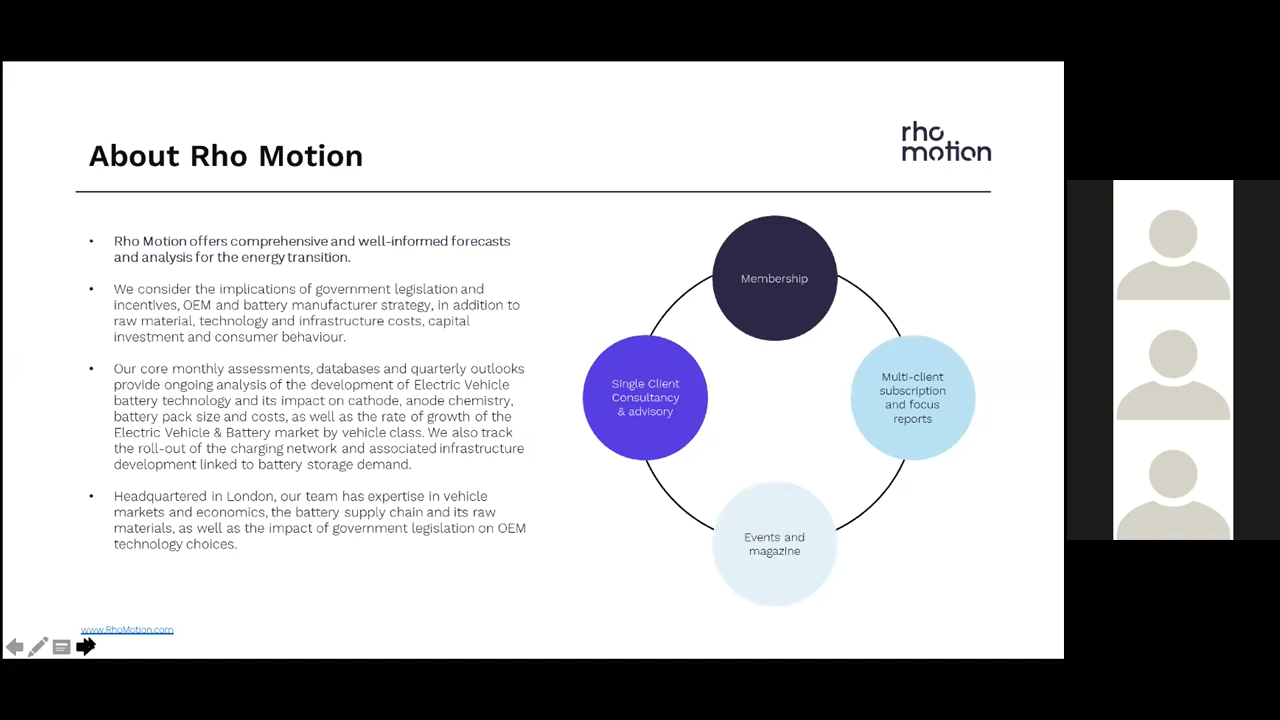 About Rho Motion
rho
motion
• Rho Motion offers comprehensive and well-informed forecasts
and analysis for the energy transition.
• We consider the implications of government legislation and
incentives, OEM and battery manufacturer strategy, in addition to
raw material, technology and infrastructure costs, capital
investment and consumer behaviour.
• Our core monthly assessments, databases and quarterly outlooks
provide ongoing analysis of the development of Electric Vehicle
battery technology and its impact on cathode, anode chemistry,
battery pack size and costs, as well as the rate of growth of the
Electric Vehicle & Battery market by vehicle class. We also track
the roll-out of the charging network and associated infrastructure
development linked to battery storage demand.
• Headquartered in London, our team has expertise in vehicle
markets and economics, the battery supply chain and its raw
materials, as well as the impact of government legislation on OEM
technology choices.
Membership
Single Client
Consultancy
& advisory
Multi-client
subscription
and focus
reports
Events and
magazine
www.RhoMotion.com